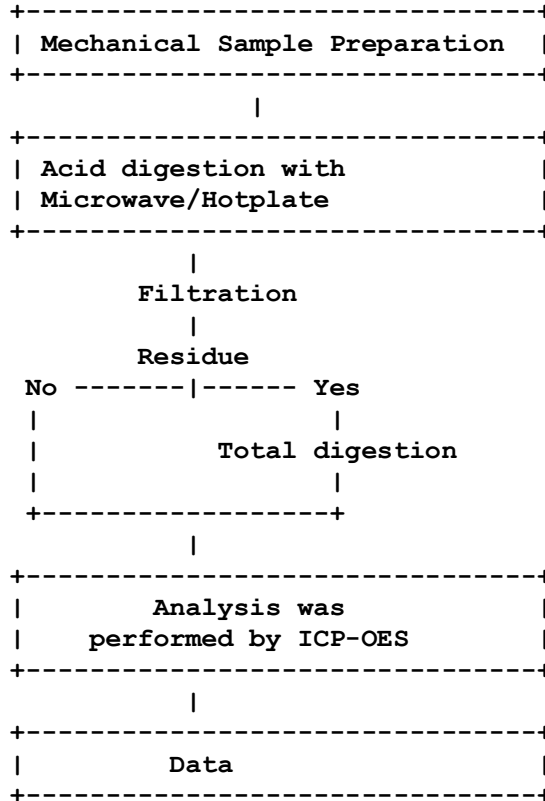 Mechanical Sample Preparation
Acid digestion with
Microwave/Hotplate
Filtration
Residue
No Yes
Total digestion
Analysis was
performed by ICP-OES
Data